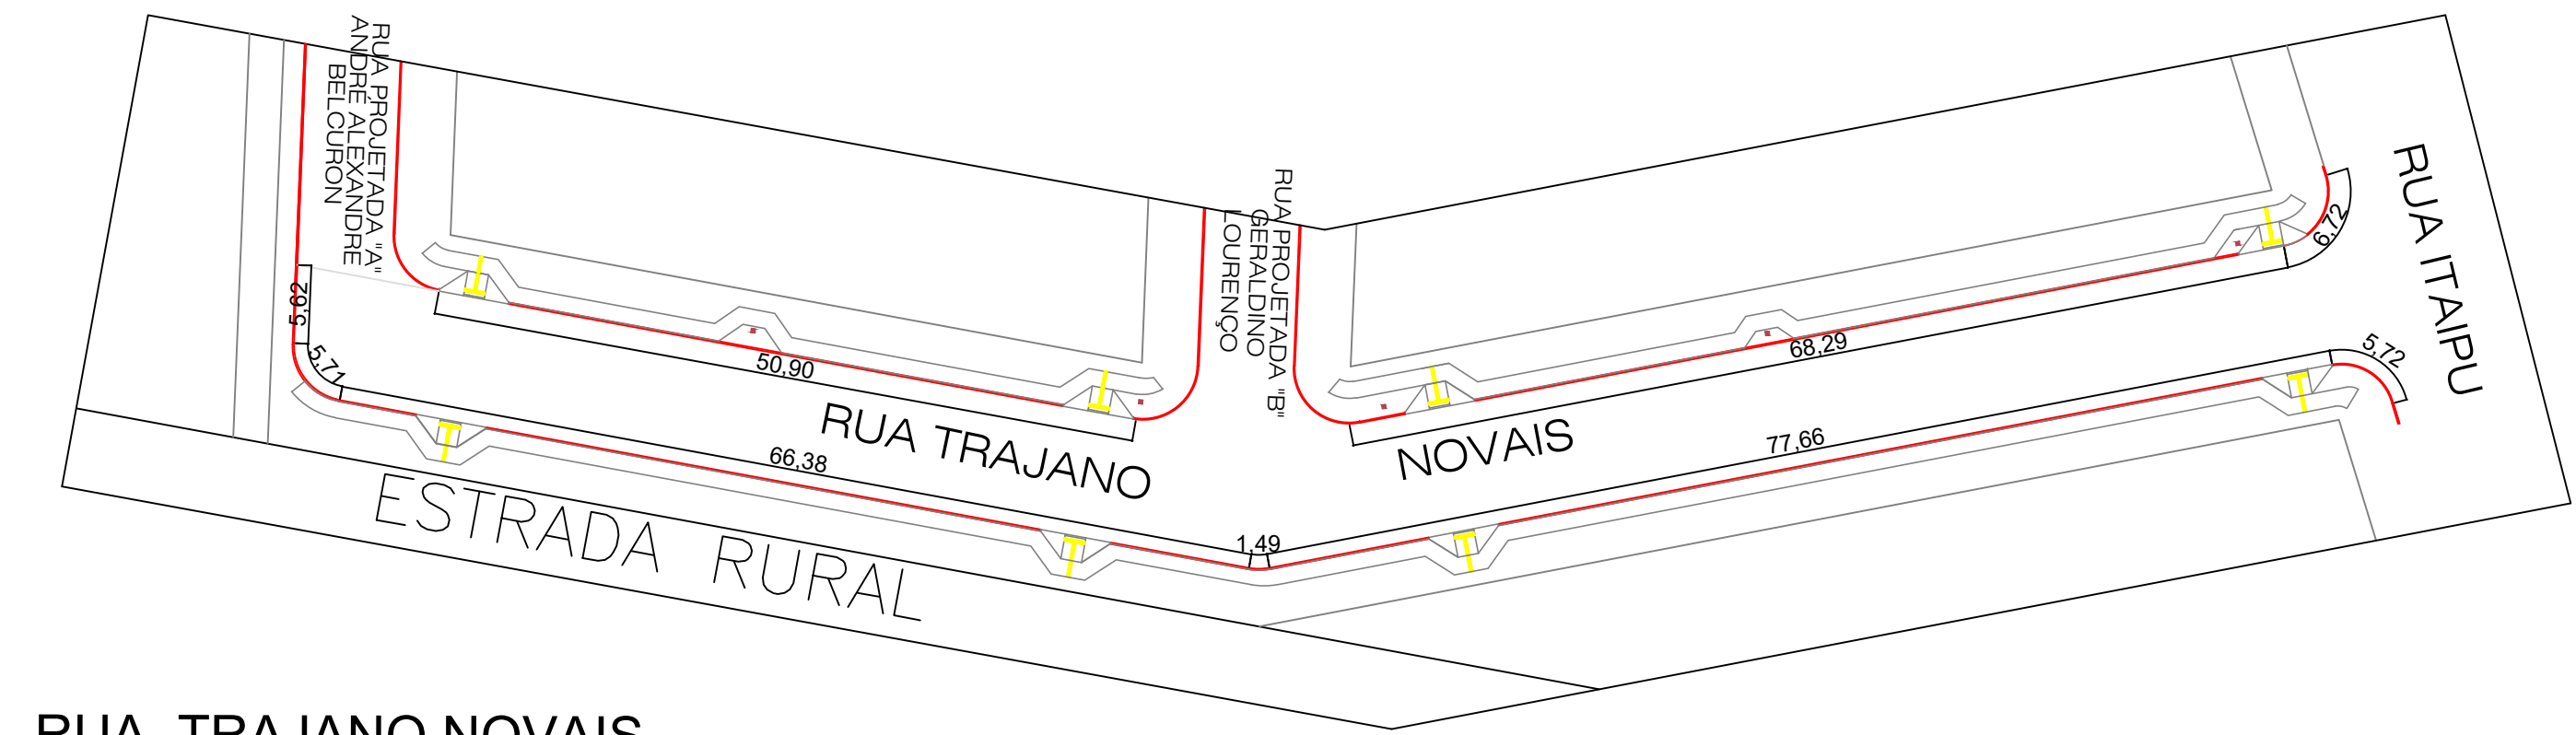 RUA PROJETADA "A"
ANDRÉ ALEXANDRE
BELCURON
RUA PROJETADA "B"
GERALDINO
LOURENÇO
RUA ITAIPU
6,72
5,62
5,71
50,90
68,29
5,72
RUA TRAJANO
NOVAIS
66,38
77,66
1,49
ESTRADA RURAL
RUA TRAJANO NOVAIS